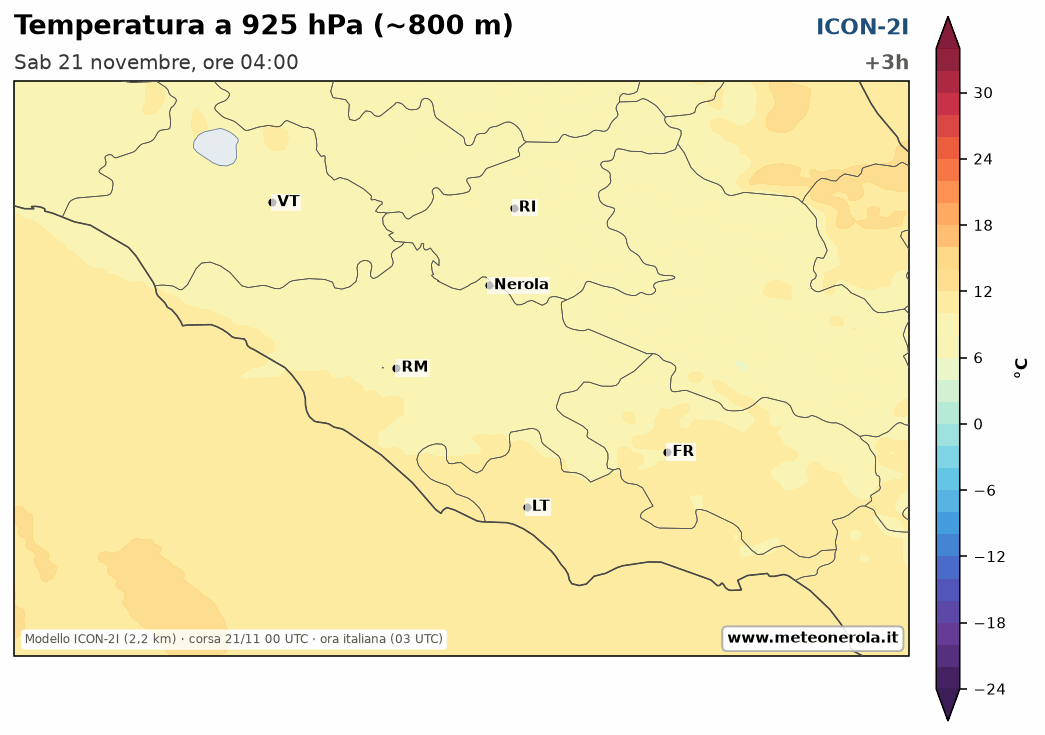 Temperatura a 925 hPa (~800 m)
ICON-2I
Sab 21 novembre, ore 04:00
+3h
VT
RI
Nerola
RM
FR
LT
30
24
18
12
6
0
−6
−12
−18
−24
°C
Modello ICON-2I (2,2 km) · corsa 21/11 00 UTC · ora italiana (03 UTC)
www.meteonerola.it